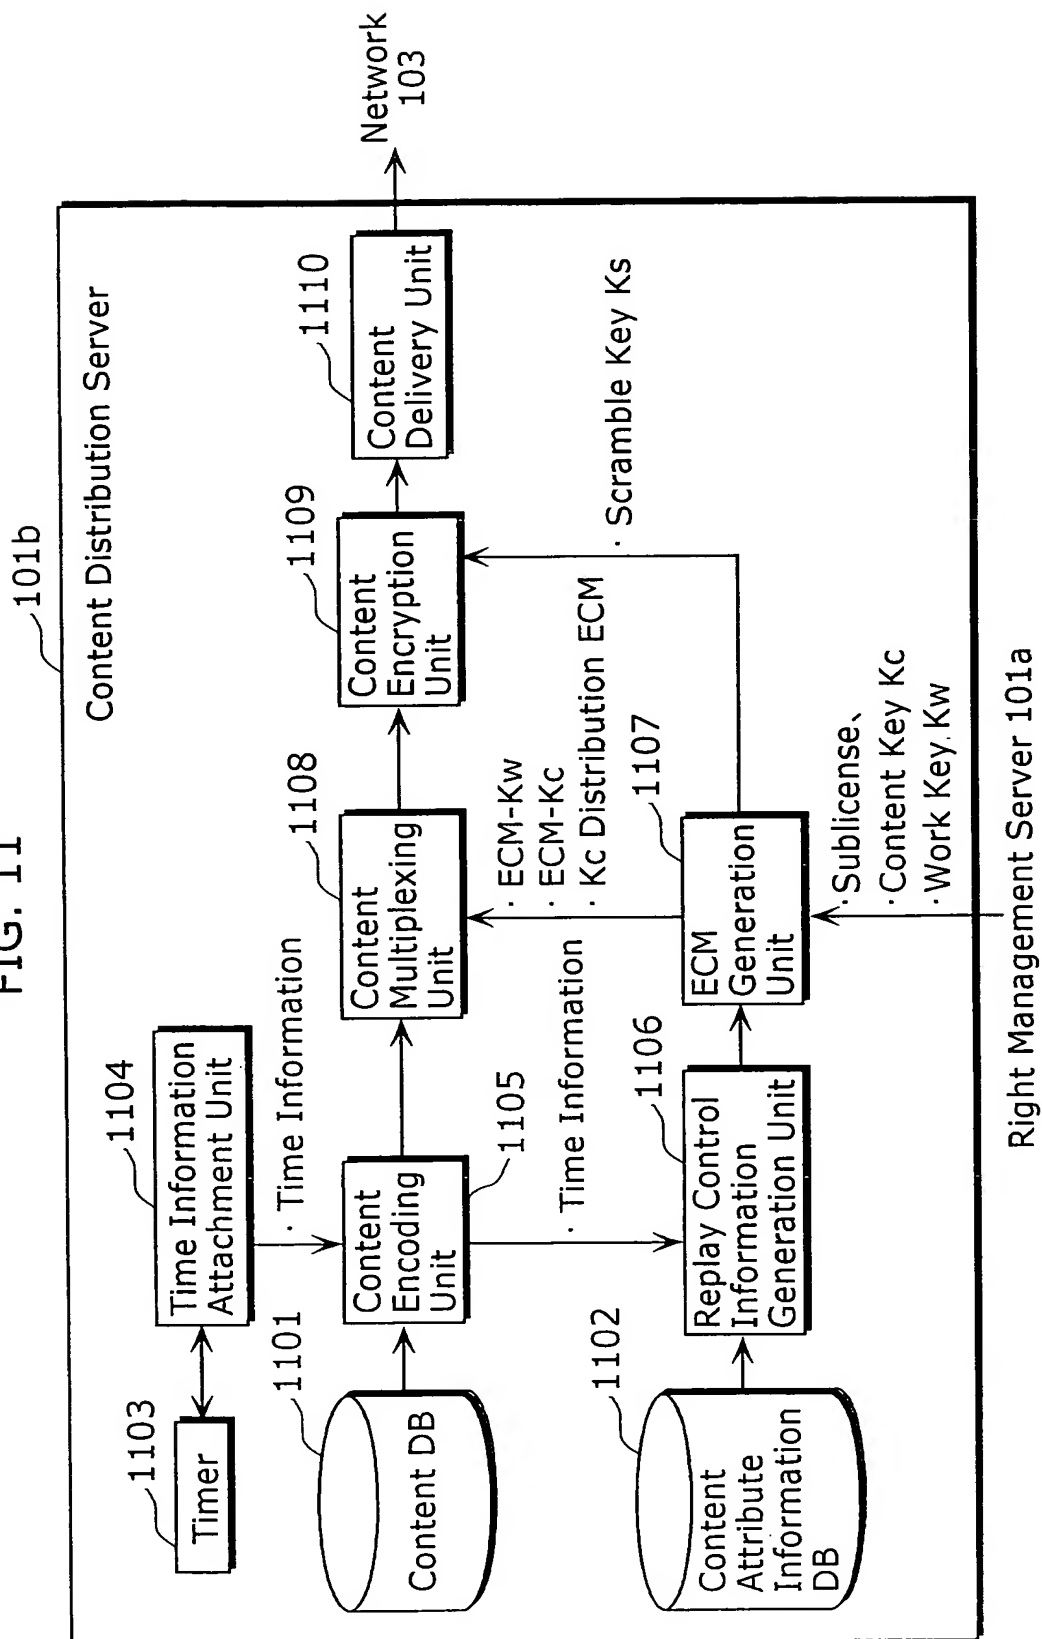 FIG. 11
101b
Content Distribution Server
1103
Timer
1104
Time Information
Attachment Unit
· Time Information
1101
Content DB
1105
Content
Encoding
Unit
1108
Content
Multiplexing
Unit
1109
Content
Encryption
Unit
1110
Content
Delivery Unit
Network
103
· Time Information
· ECM-Kw
· ECM-Kc
· Kc Distribution ECM
· Scramble Key Ks
1102
Content
Attribute
Information
DB
1106
Replay Control
Information
Generation Unit
1107
ECM
Generation
Unit
· Sublicense、
· Content Key Kc
· Work Key Kw
Right Management Server 101a